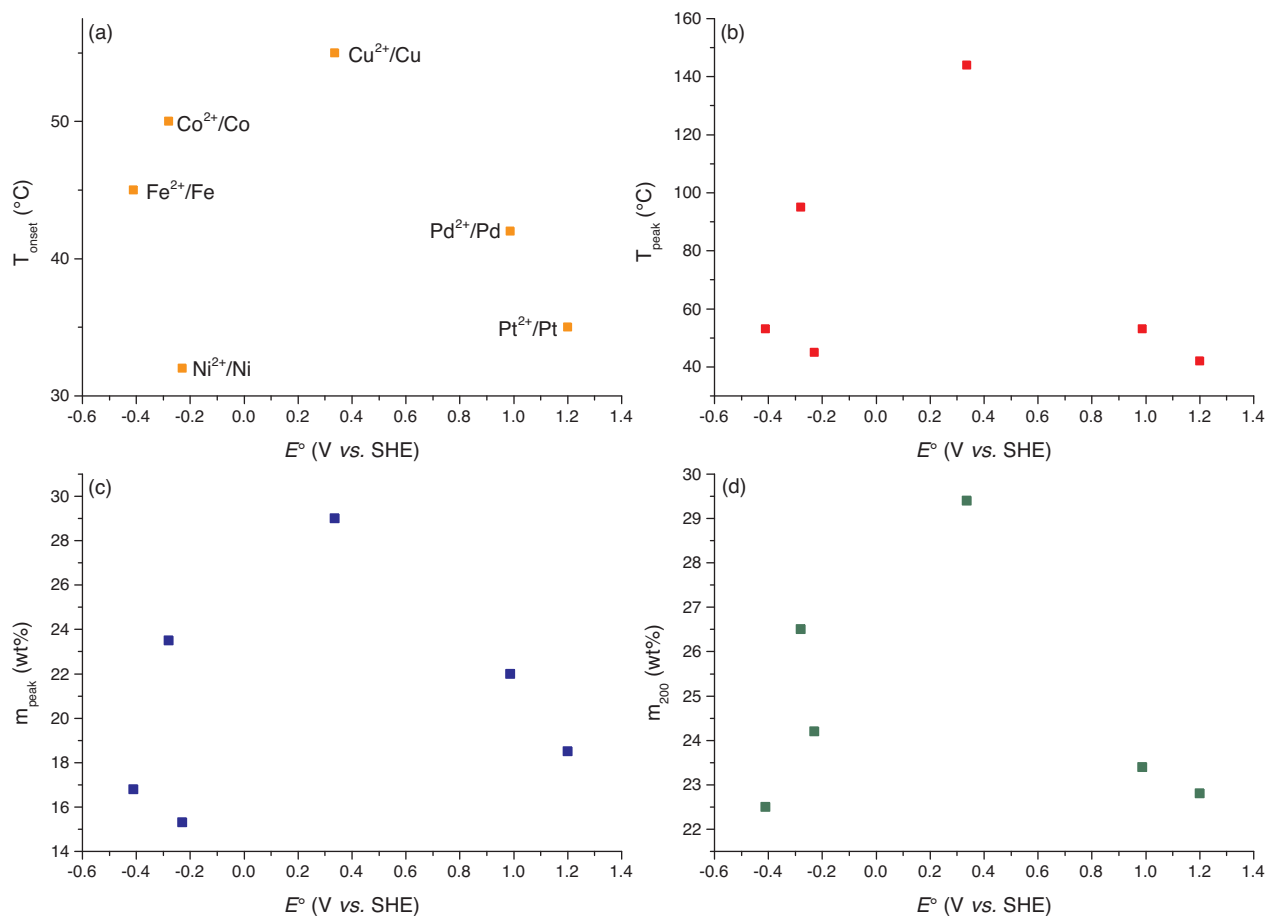 (a)
Cu2+/Cu
Co2+/Co
Fe2+/Fe
Pd2+/Pd
Pt2+/Pt
Ni2+/Ni
50
40
30
Tonset (°C)
-0.6 -0.4 -0.2 0.0 0.2 0.4 0.6 0.8 1.0 1.2 1.4
E° (V vs. SHE)
(b)
160
140
120
100
80
60
40
Tpeak (°C)
-0.6 -0.4 -0.2 0.0 0.2 0.4 0.6 0.8 1.0 1.2 1.4
E° (V vs. SHE)
(c)
30
28
26
24
22
20
18
16
14
mpeak (wt%)
-0.6 -0.4 -0.2 0.0 0.2 0.4 0.6 0.8 1.0 1.2 1.4
E° (V vs. SHE)
(d)
30
29
28
27
26
25
24
23
22
m200 (wt%)
-0.6 -0.4 -0.2 0.0 0.2 0.4 0.6 0.8 1.0 1.2 1.4
E° (V vs. SHE)